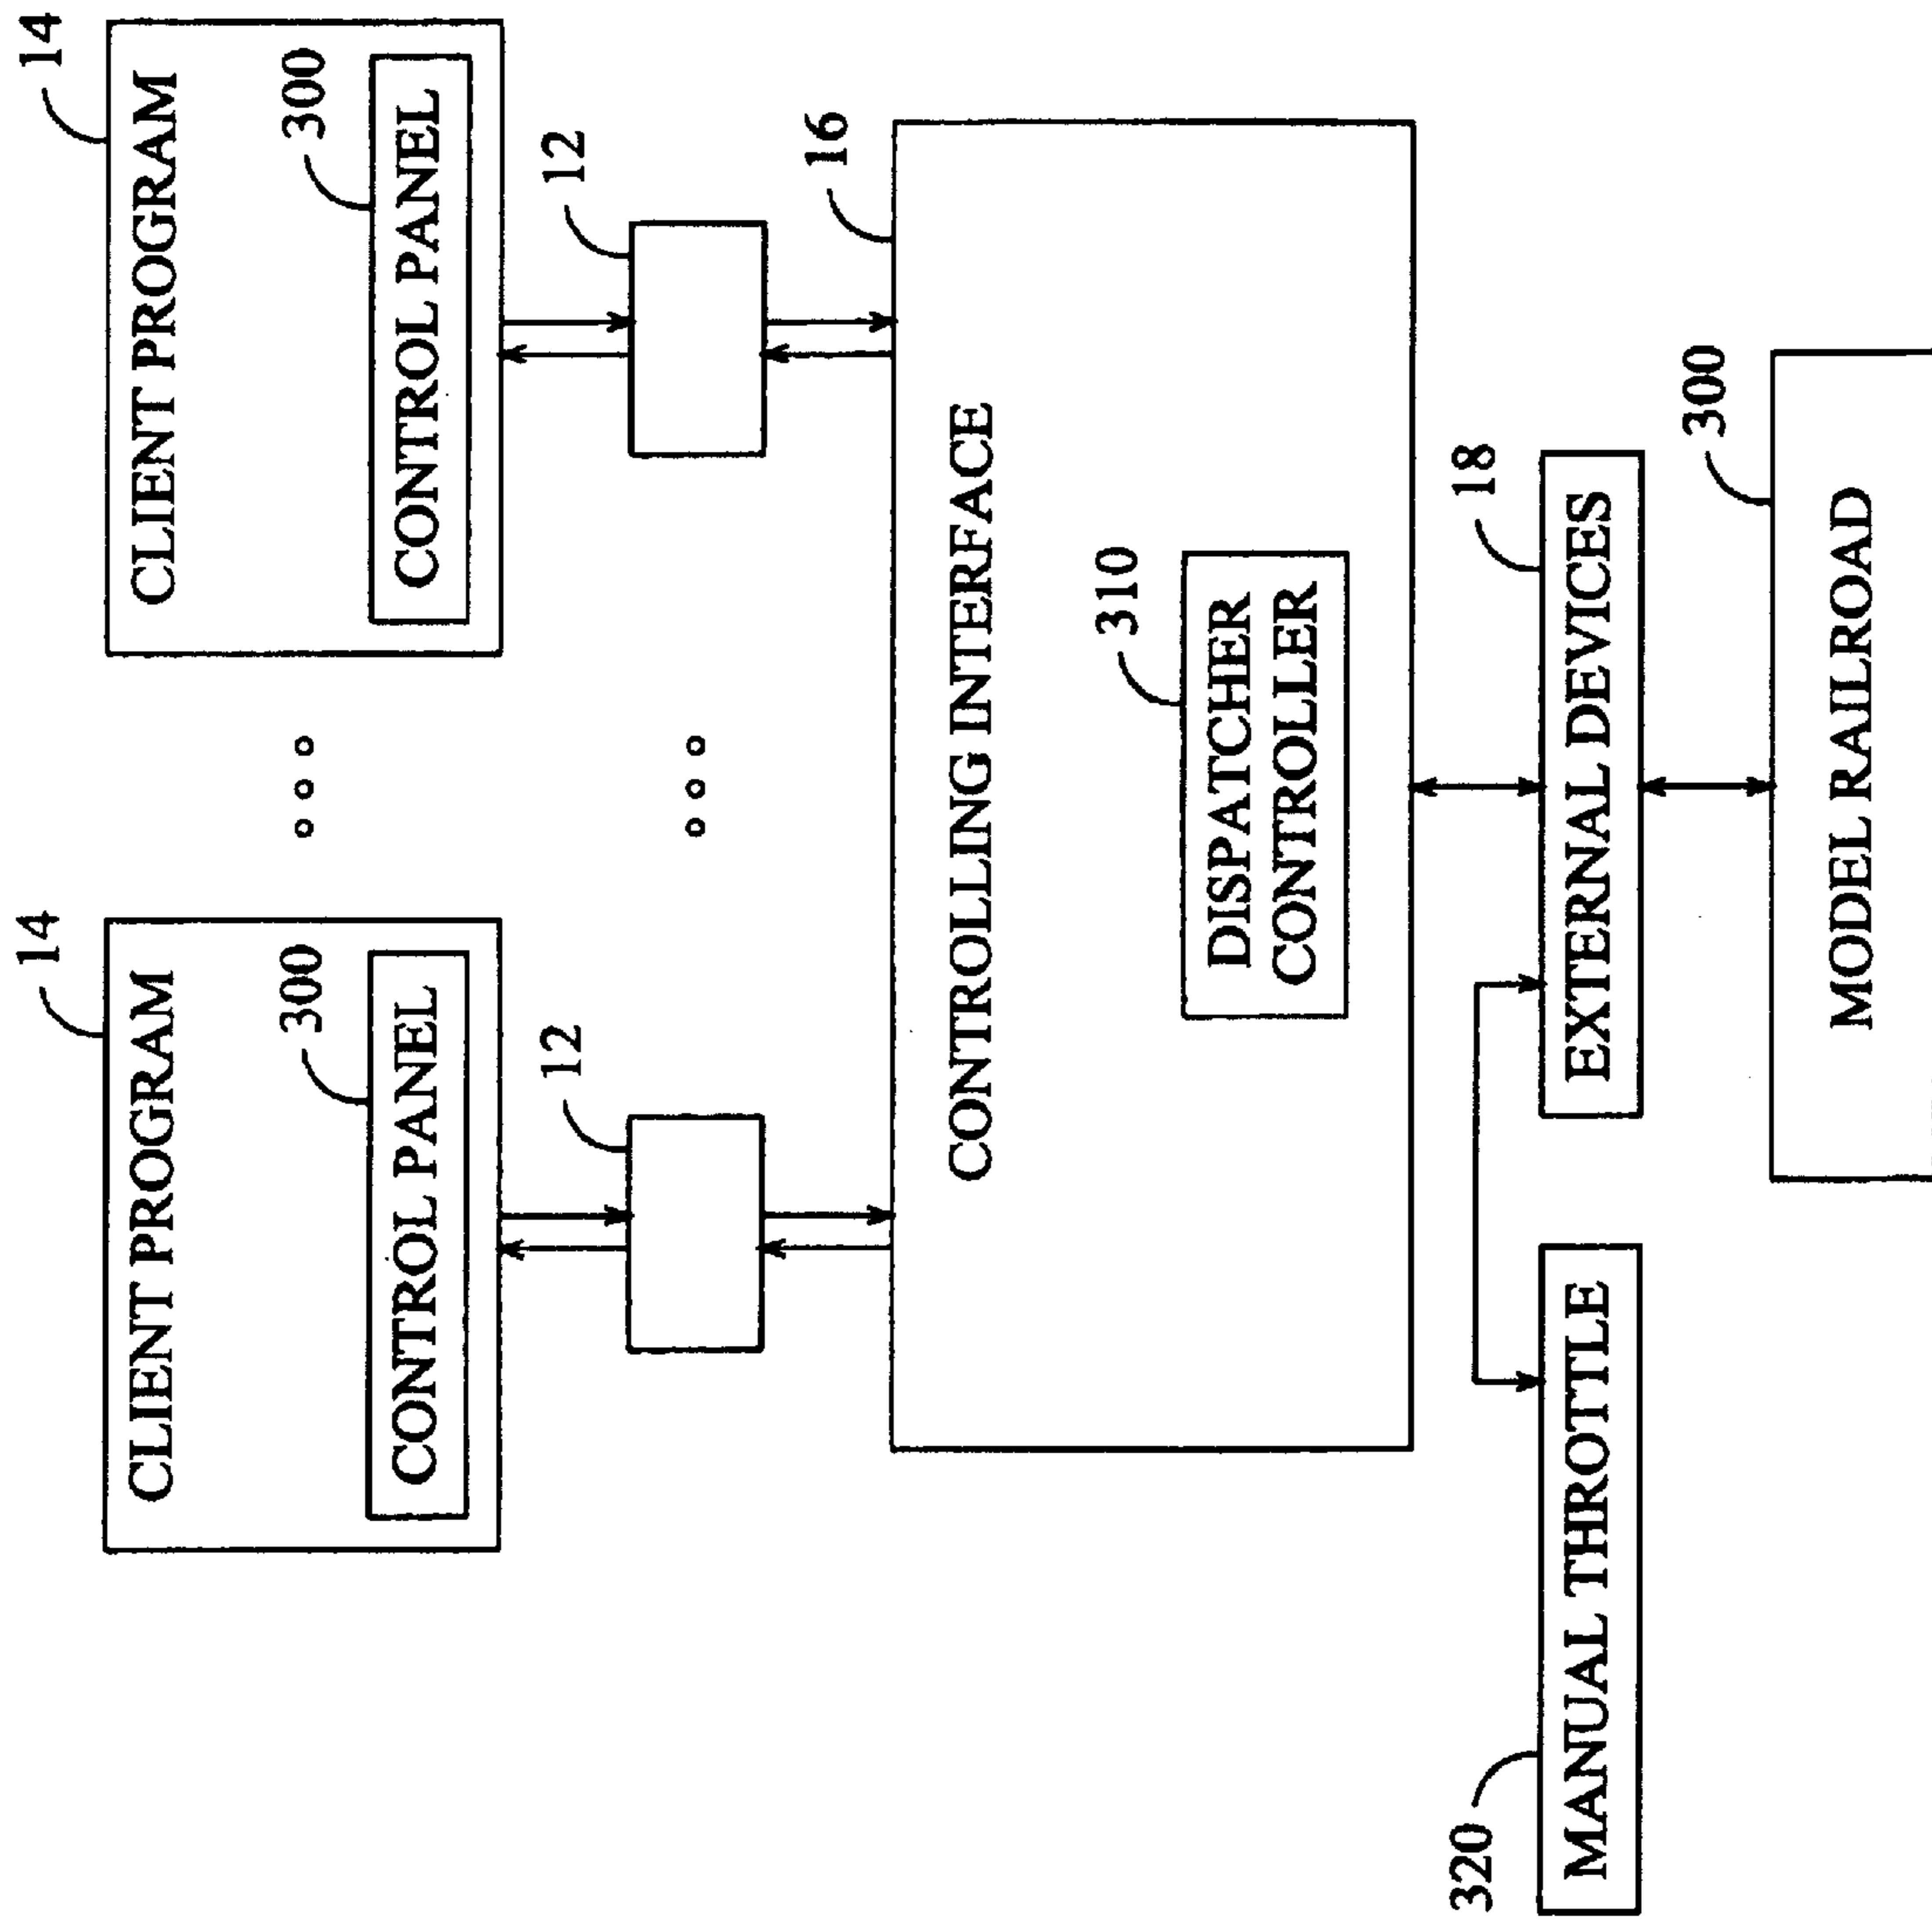 14
CLIENT PROGRAM
300
CONTROL PANEL
12
14
CLIENT PROGRAM
300
CONTROL PANEL
12
16
CONTROLLING INTERFACE
310
DISPATCHER
CONTROLLER
320
MANUAL THROTTLE
18
EXTERNAL DEVICES
300
MODEL RAILROAD